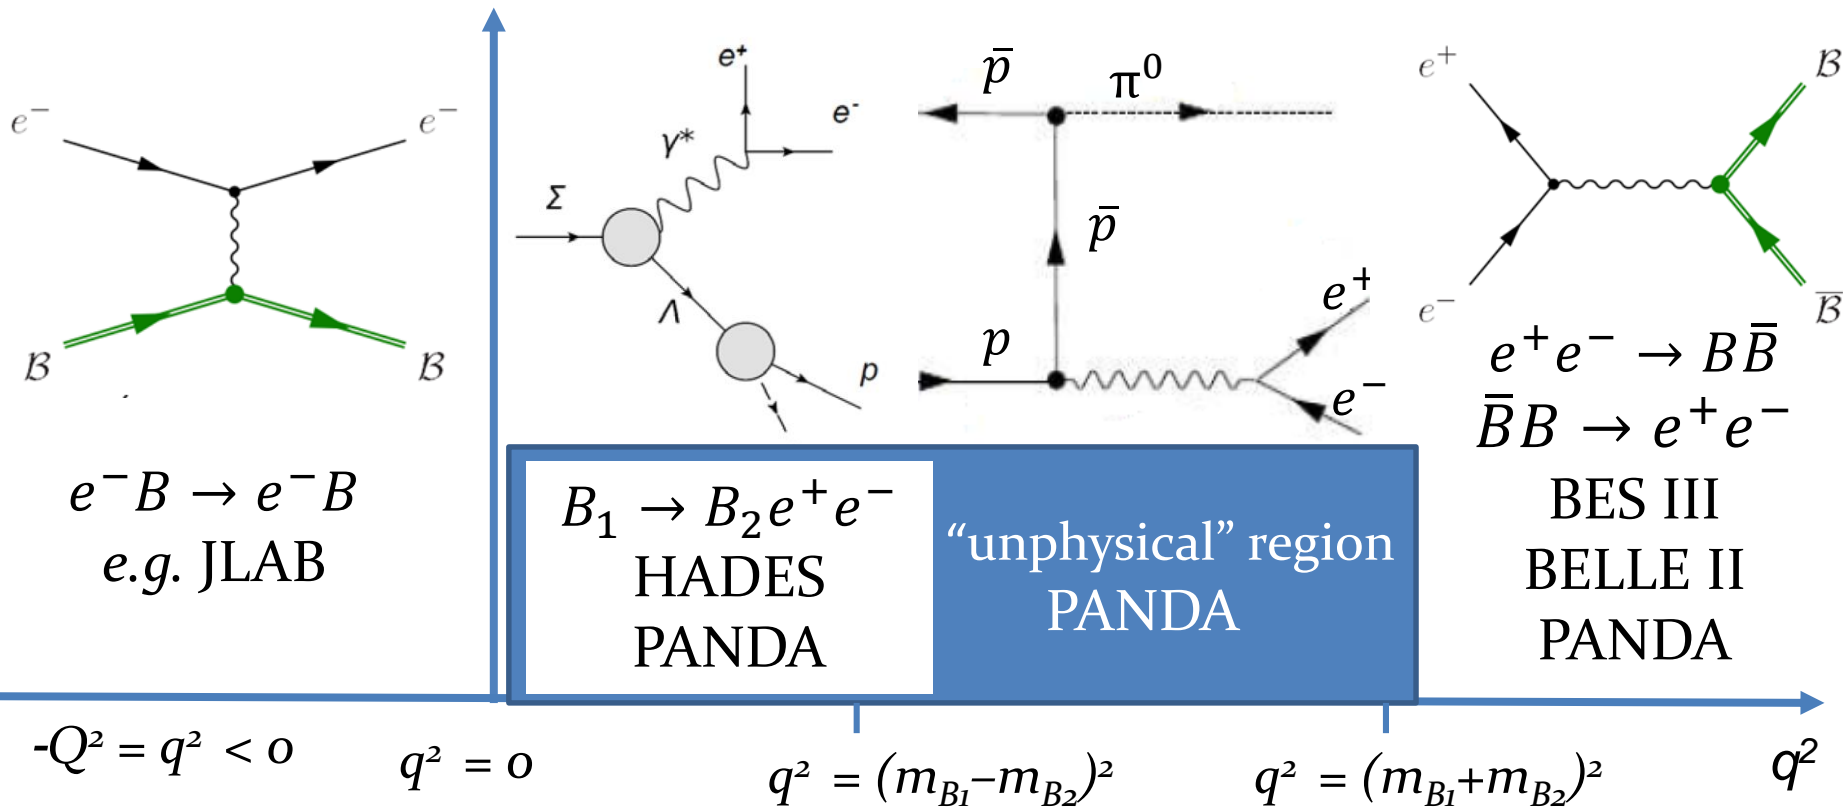 e⁻
e⁻
ℬ
ℬ
e⁻B → e⁻B
e.g. JLAB
e⁺
e⁻
γ*
Σ
Λ
p
B₁ → B₂e⁺e⁻
HADES
PANDA
p̄
π⁰
p̄
p
e⁺
e⁻
“unphysical” region
PANDA
e⁺
ℬ
e⁻
ℬ̅
e⁺e⁻ → BB̅
B̅B → e⁺e⁻
BES III
BELLE II
PANDA
-Q² = q² < 0
q² = 0
q² = (m_B₁−m_B₂)²
q² = (m_B₁+m_B₂)²
q²